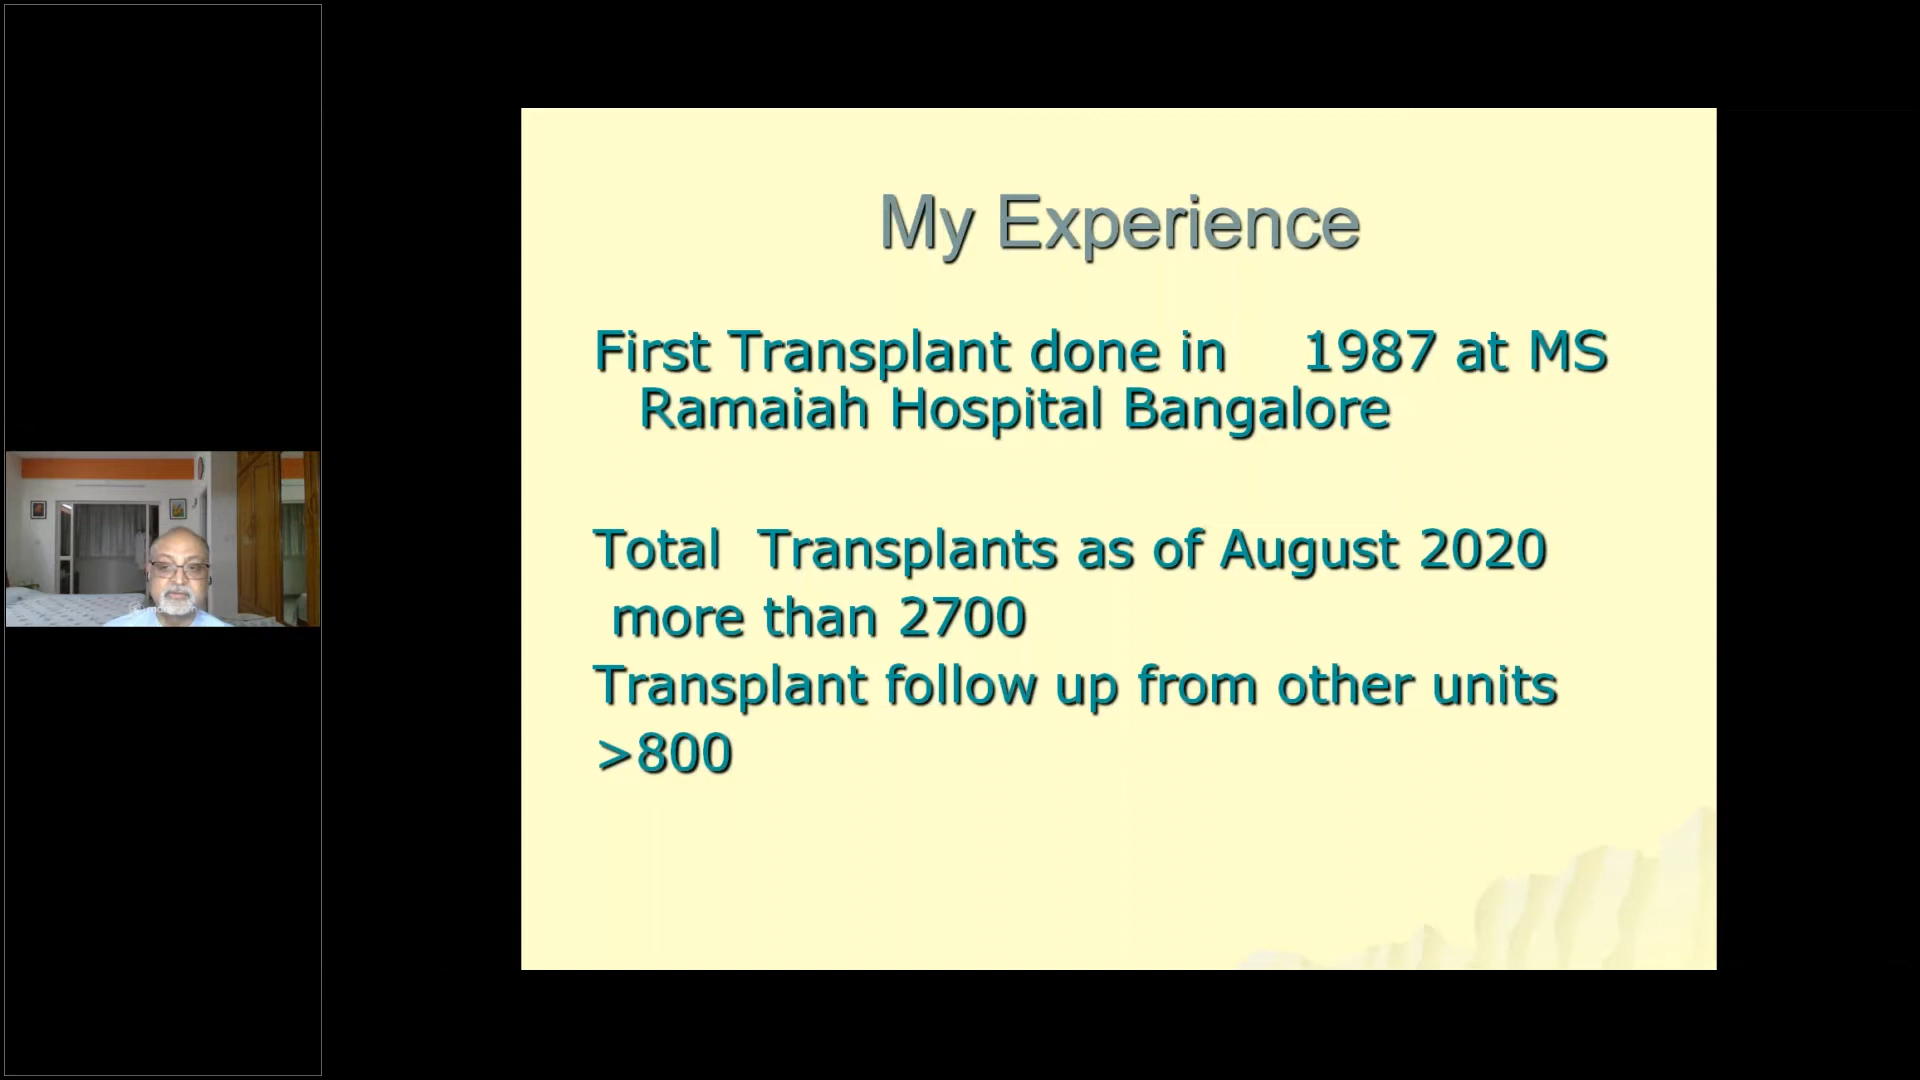 My Experience
First Transplant done in 1987 at MS
Ramaiah Hospital Bangalore
Total Transplants as of August 2020
more than 2700
Transplant follow up from other units
>800